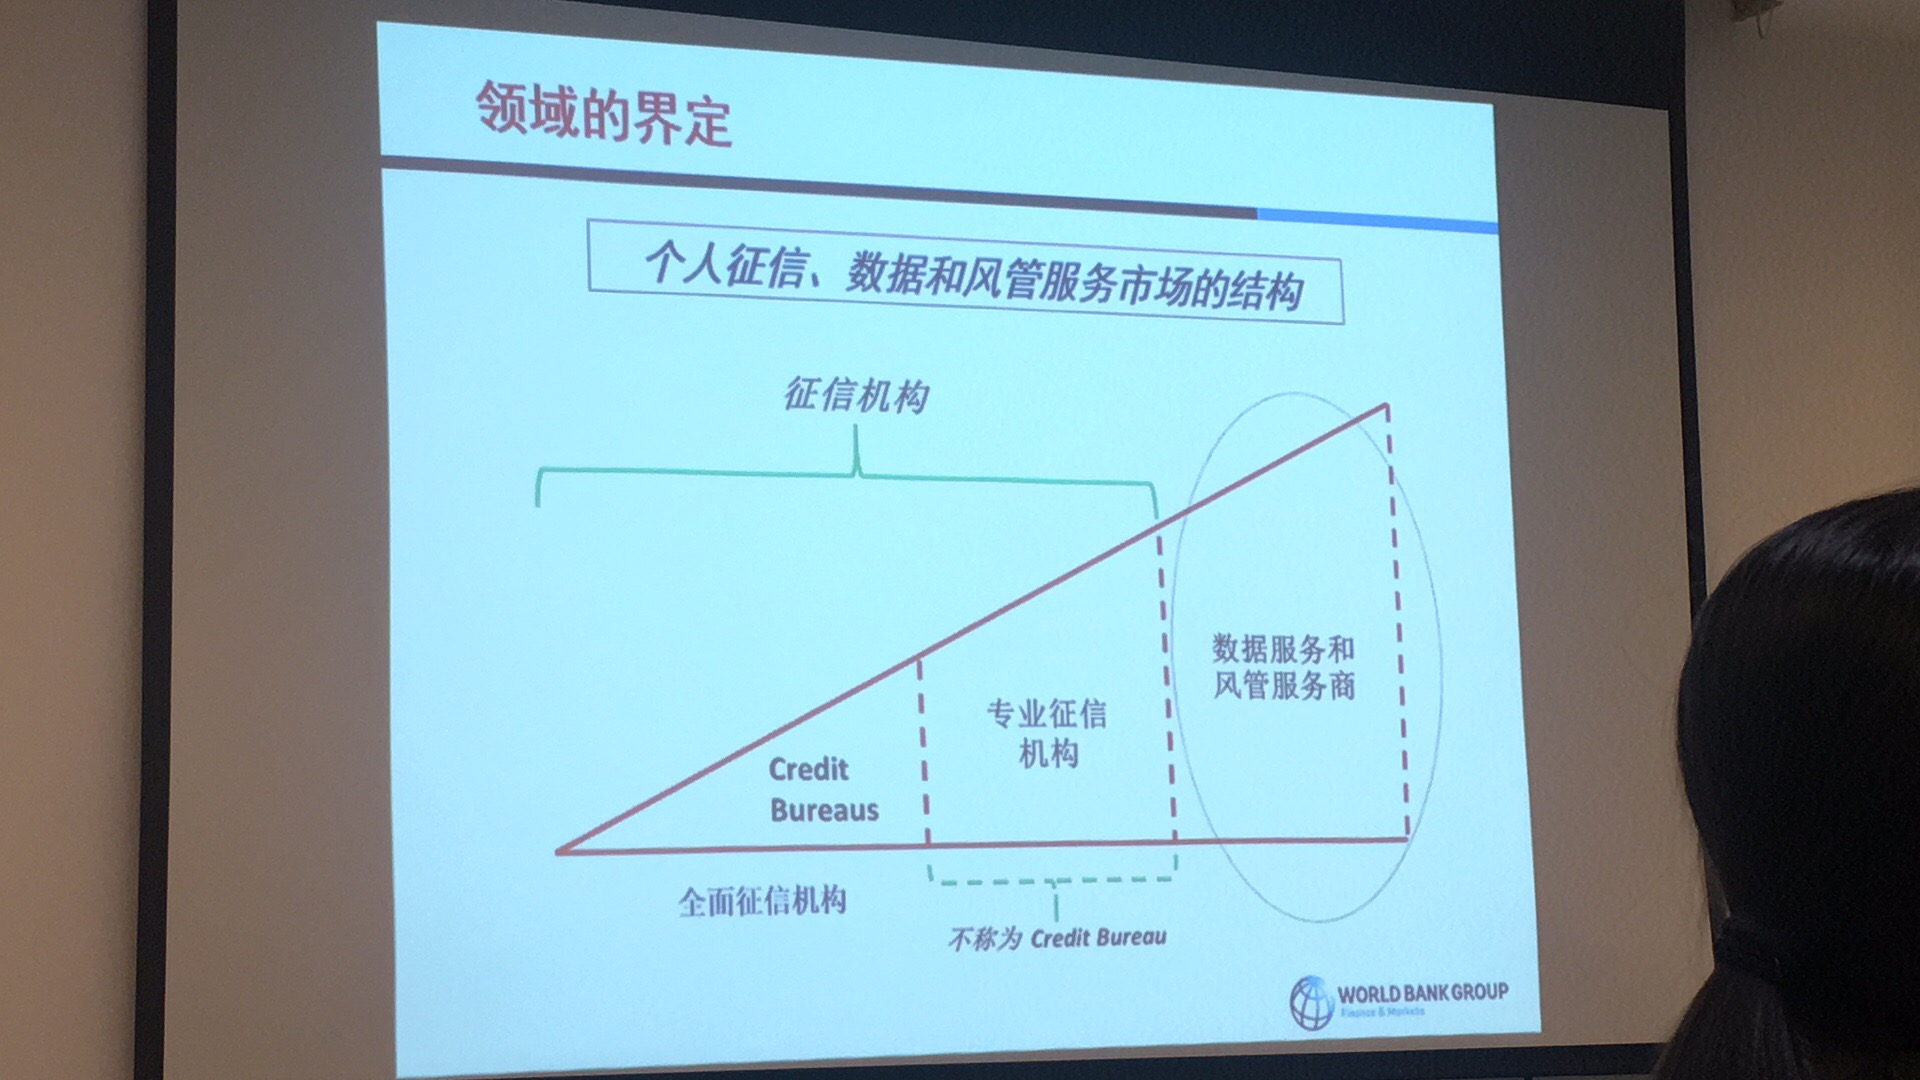 领域的界定
个人征信、数据和风管服务市场的结构
征信机构
数据服务和
风管服务商
专业征信
机构
Credit
Bureaus
全面征信机构
不称为 Credit Bureau
WORLD BANK GROUP
Finance & Markets